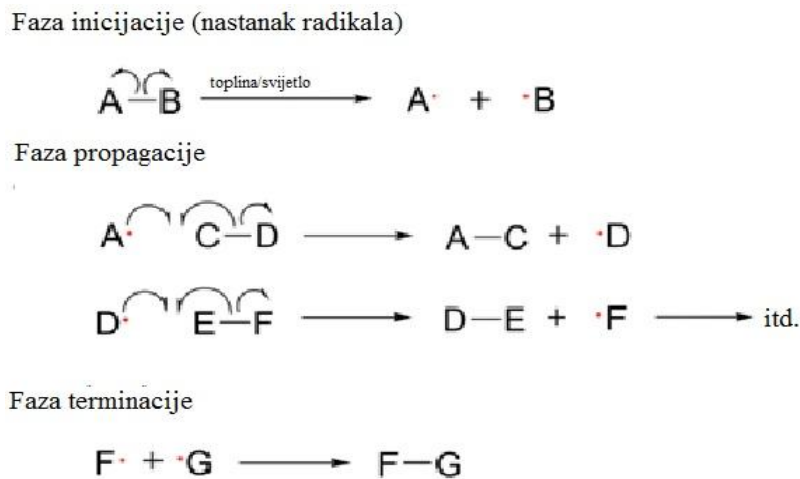 Faza inicijacije (nastanak radikala)
A—B toplina/svijetlo A· + ·B
Faza propagacije
A· C—D A—C + ·D
D· E—F D—E + ·F itd.
Faza terminacije
F· + ·G F—G